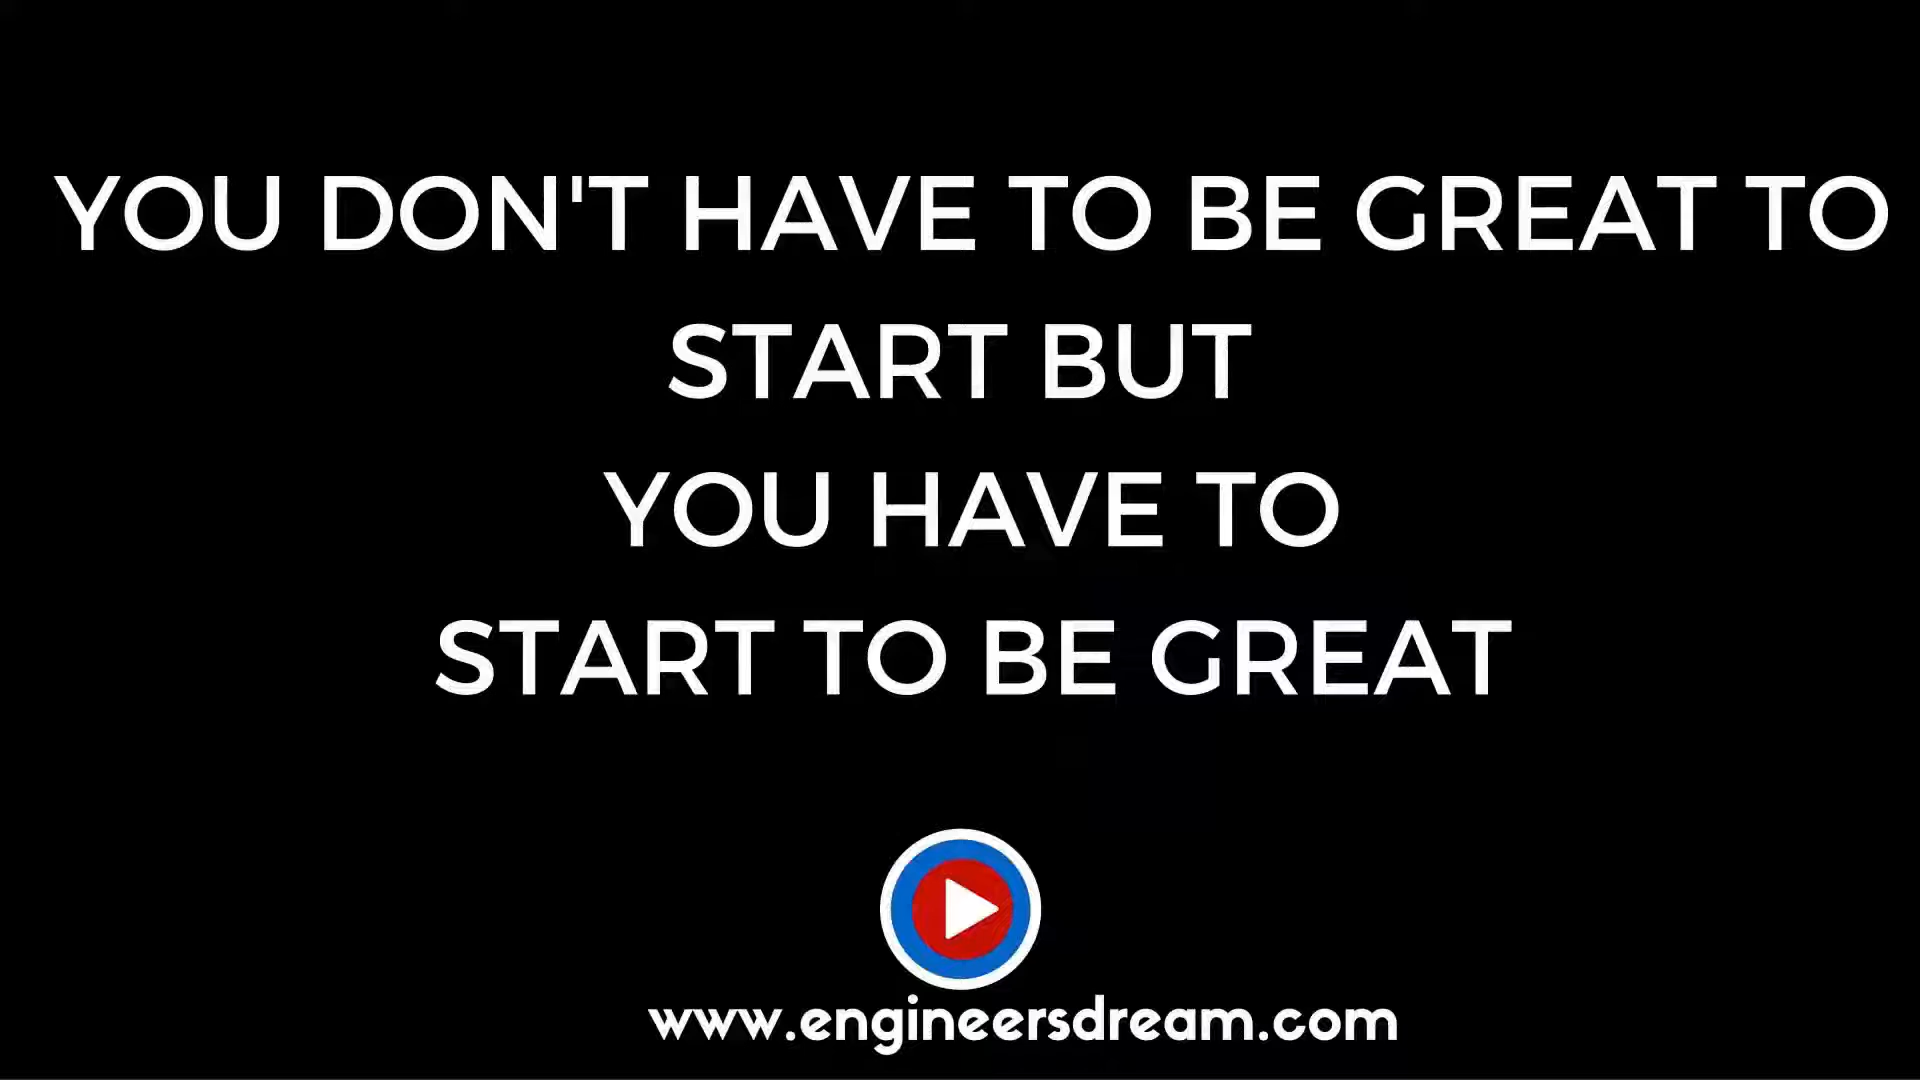 YOU DON'T HAVE TO BE GREAT TO
START BUT
YOU HAVE TO
START TO BE GREAT
www.engineersdream.com